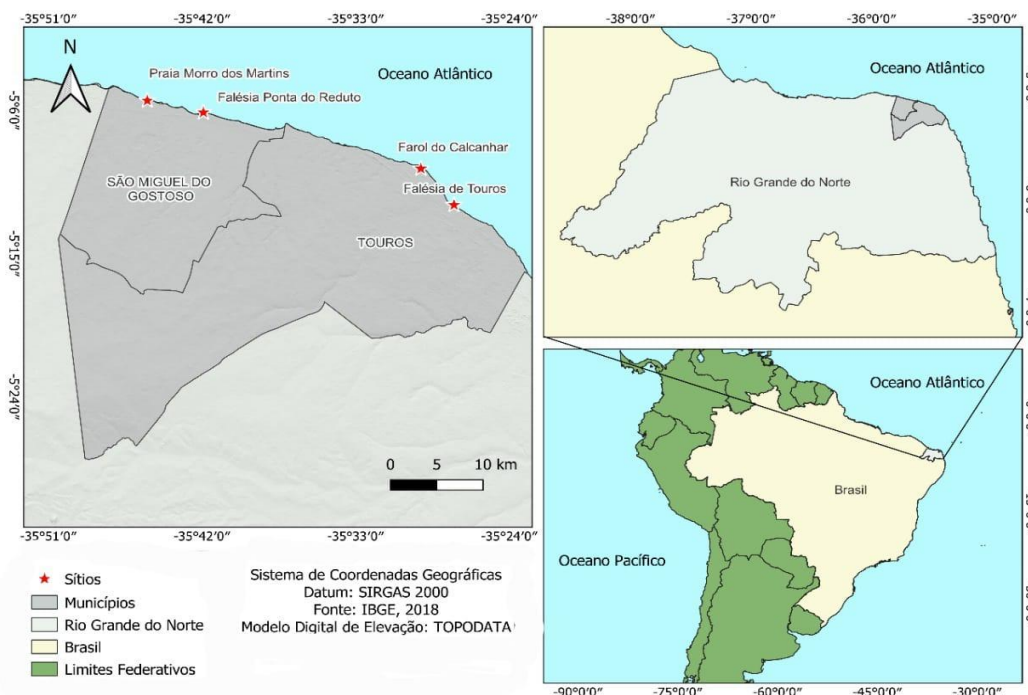 -35°51'0" -35°42'0" -35°33'0" -35°24'0"
N
Oceano Atlântico
Praia Morro dos Martins
Falésia Ponta do Reduto
Farol do Calcanhar
SÃO MIGUEL DO
GOSTOSO
Falésia de Touros
TOUROS
-5°6'0"
-5°15'0"
-5°24'0"
0 5 10 km
-35°51'0" -35°42'0" -35°33'0" -35°24'0"
Sítios
Municípios
Rio Grande do Norte
Brasil
Limites Federativos
Sistema de Coordenadas Geográficas
Datum: SIRGAS 2000
Fonte: IBGE, 2018
Modelo Digital de Elevação: TOPODATA
-38°0'0" -37°0'0" -36°0'0" -35°0'0"
Oceano Atlântico
Rio Grande do Norte
Oceano Atlântico
Brasil
Oceano Pacífico
-90°0'0" -75°0'0" -60°0'0" -45°0'0" -30°0'0"